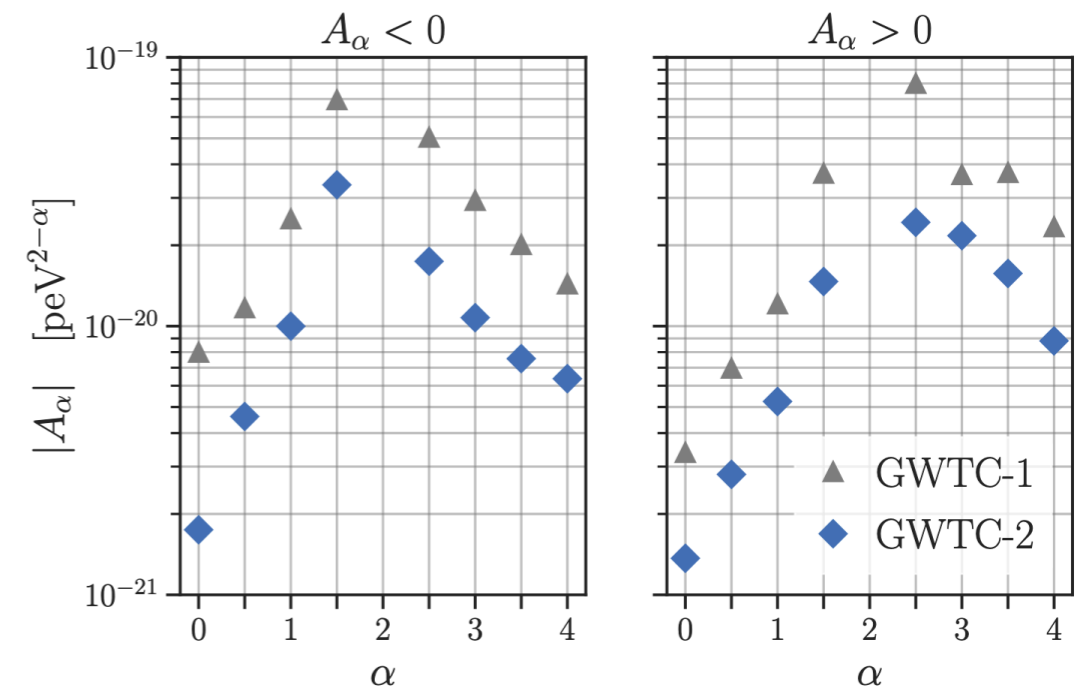 A_α < 0
A_α > 0
|A_α| [peV^{2−α}]
10^{−19}
10^{−20}
10^{−21}
0 1 2 3 4
0 1 2 3 4
α
α
GWTC-1
GWTC-2